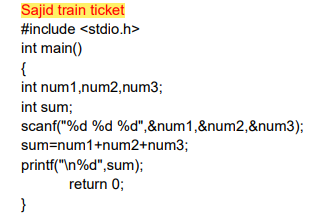 Sajid train ticket
#include <stdio.h>
int main()
{
int num1,num2,num3;
int sum;
scanf("%d %d %d",&num1,&num2,&num3);
sum=num1+num2+num3;
printf("\n%d",sum);
return 0;
}